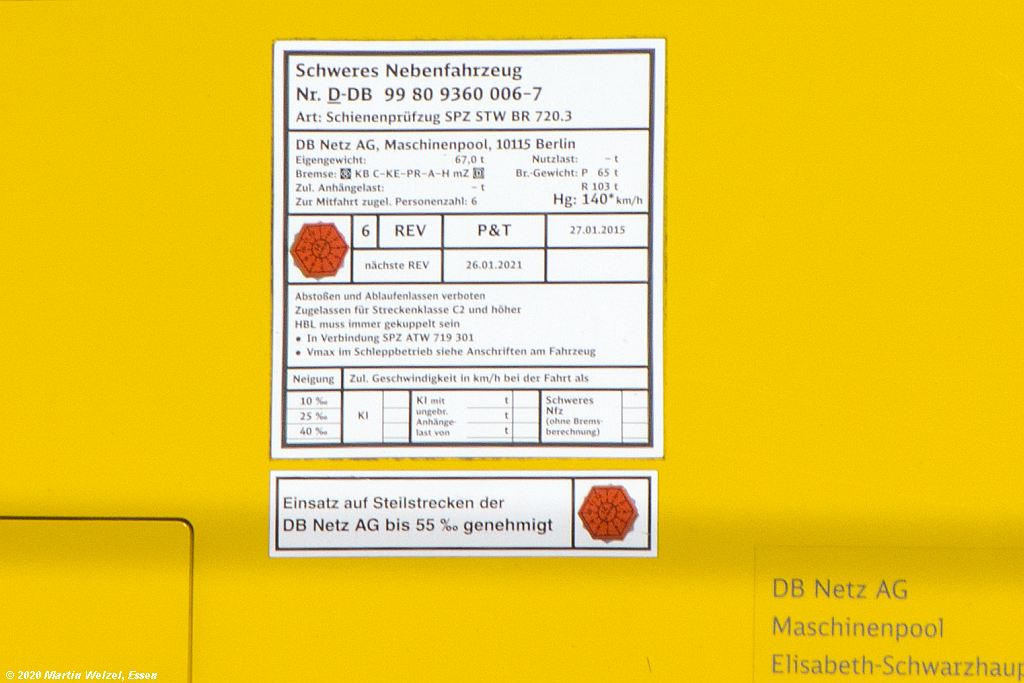 Schweres Nebenfahrzeug
Nr. D-DB 99 80 9360 006-7
Art: Schienenprüfzug SPZ STW BR 720.3
DB Netz AG, Maschinenpool, 10115 Berlin
Eigengewicht: 67,0 t Nutzlast: – t
Bremse: KB C-KE-PR-A-H mZ Br.-Gewicht: P 65 t
Zul. Anhängelast: – t R 103 t
Zur Mitfahrt zugel. Personenzahl: 6 Hg: 140* km/h
6 REV P&T 27.01.2015
nächste REV 26.01.2021
Abstoßen und Ablaufenlassen verboten
Zugelassen für Streckenklasse C2 und höher
HBL muss immer gekuppelt sein
• In Verbindung SPZ ATW 719 301
• Vmax im Schleppbetrieb siehe Anschriften am Fahrzeug
Neigung Zul. Geschwindigkeit in km/h bei der Fahrt als
10 ‰ Kl mit t Schweres
25 ‰ Kl ungebr. t Nfz
Anhänge- (ohne Brems-
40 ‰ last von t berechnung)
Einsatz auf Steilstrecken der
DB Netz AG bis 55 ‰ genehmigt
DB Netz AG
Maschinenpool
Elisabeth-Schwarzhaup
© 2020 Martin Welzel, Essen